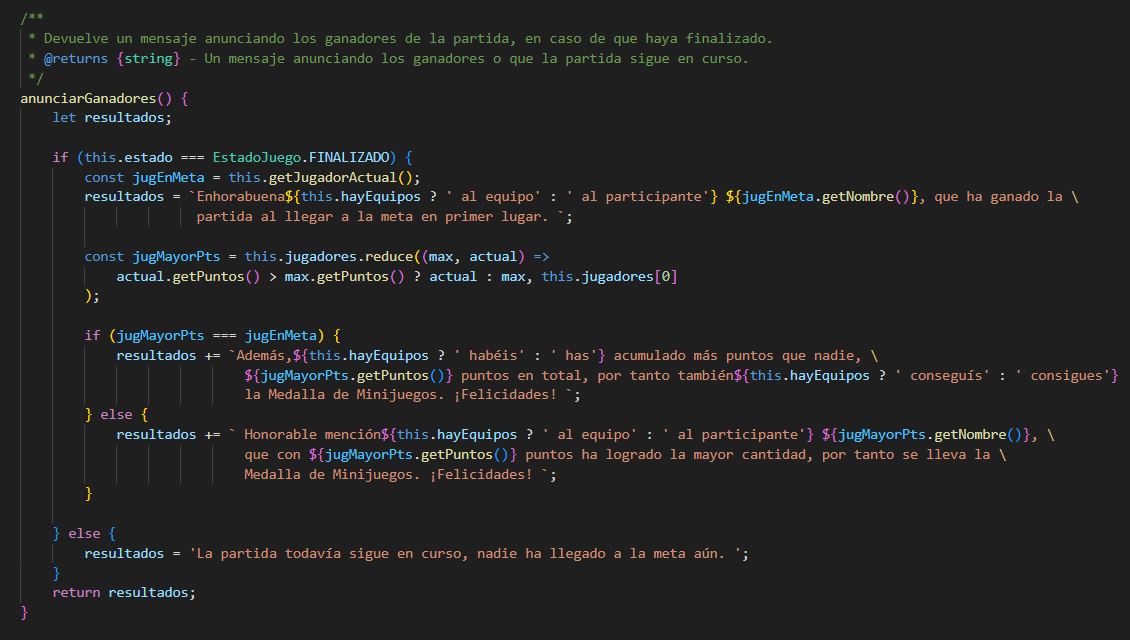 /**
 * Devuelve un mensaje anunciando los ganadores de la partida, en caso de que haya finalizado.
 * @returns {string} - Un mensaje anunciando los ganadores o que la partida sigue en curso.
 */
anunciarGanadores() {
    let resultados;

    if (this.estado === EstadoJuego.FINALIZADO) {
        const jugEnMeta = this.getJugadorActual();
        resultados = `Enhorabuena${this.hayEquipos ? ' al equipo' : ' al participante'} ${jugEnMeta.getNombre()}, que ha ganado la \
                      partida al llegar a la meta en primer lugar. `;

        const jugMayorPts = this.jugadores.reduce((max, actual) =>
            actual.getPuntos() > max.getPuntos() ? actual : max, this.jugadores[0]
        );

        if (jugMayorPts === jugEnMeta) {
            resultados += `Además,${this.hayEquipos ? ' habéis' : ' has'} acumulado más puntos que nadie, \
                            ${jugMayorPts.getPuntos()} puntos en total, por tanto también${this.hayEquipos ? ' conseguís' : ' consigues'}
                            la Medalla de Minijuegos. ¡Felicidades! `;
        } else {
            resultados += ` Honorable mención${this.hayEquipos ? ' al equipo' : ' al participante'} ${jugMayorPts.getNombre()}, \
                            que con ${jugMayorPts.getPuntos()} puntos ha logrado la mayor cantidad, por tanto se lleva la \
                            Medalla de Minijuegos. ¡Felicidades! `;
        }

    } else {
        resultados = 'La partida todavía sigue en curso, nadie ha llegado a la meta aún. ';
    }
    return resultados;
}